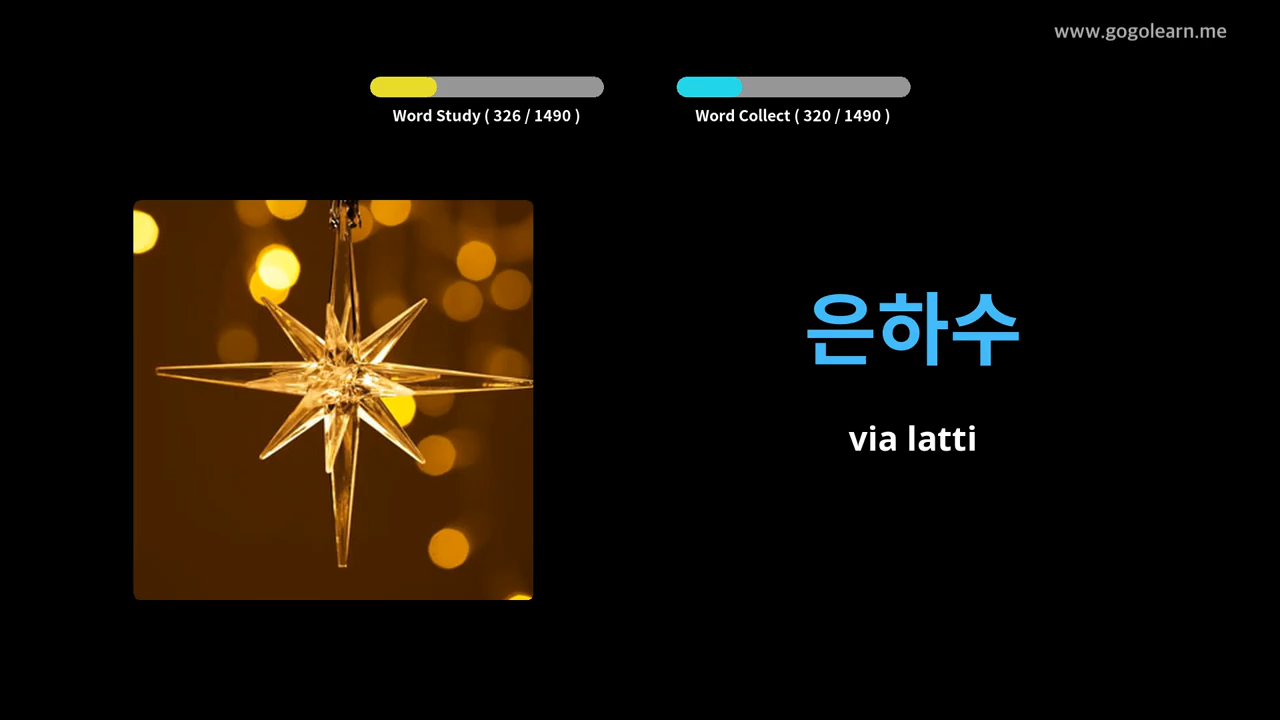 www.gogolearn.me
Word Study ( 326 / 1490 )
Word Collect ( 320 / 1490 )
은하수
via latti